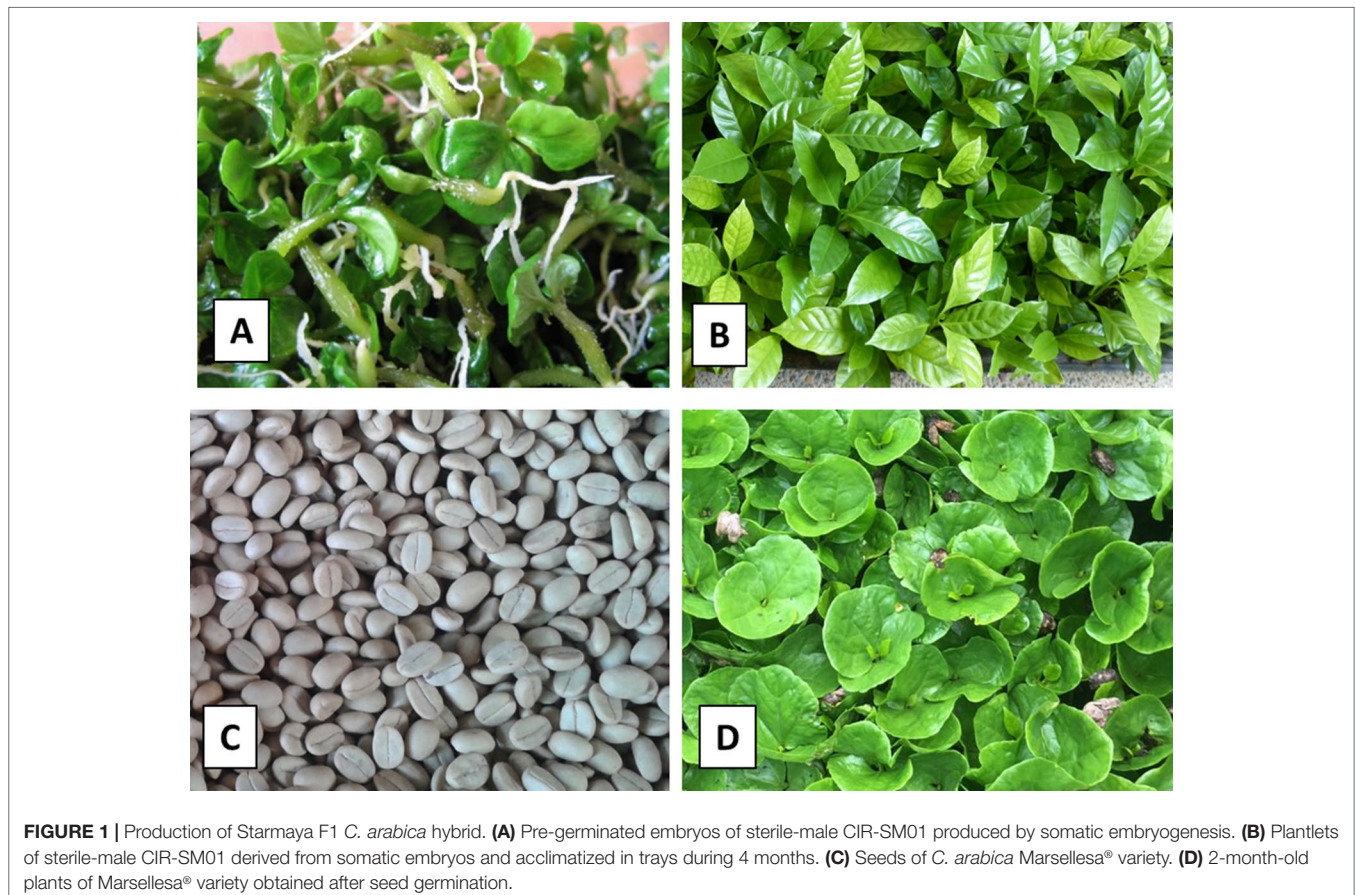 A
B
C
D
FIGURE 1 | Production of Starmaya F1 C. arabica hybrid. (A) Pre-germinated embryos of sterile-male CIR-SM01 produced by somatic embryogenesis. (B) Plantlets
of sterile-male CIR-SM01 derived from somatic embryos and acclimatized in trays during 4 months. (C) Seeds of C. arabica Marsellesa® variety. (D) 2-month-old
plants of Marsellesa® variety obtained after seed germination.